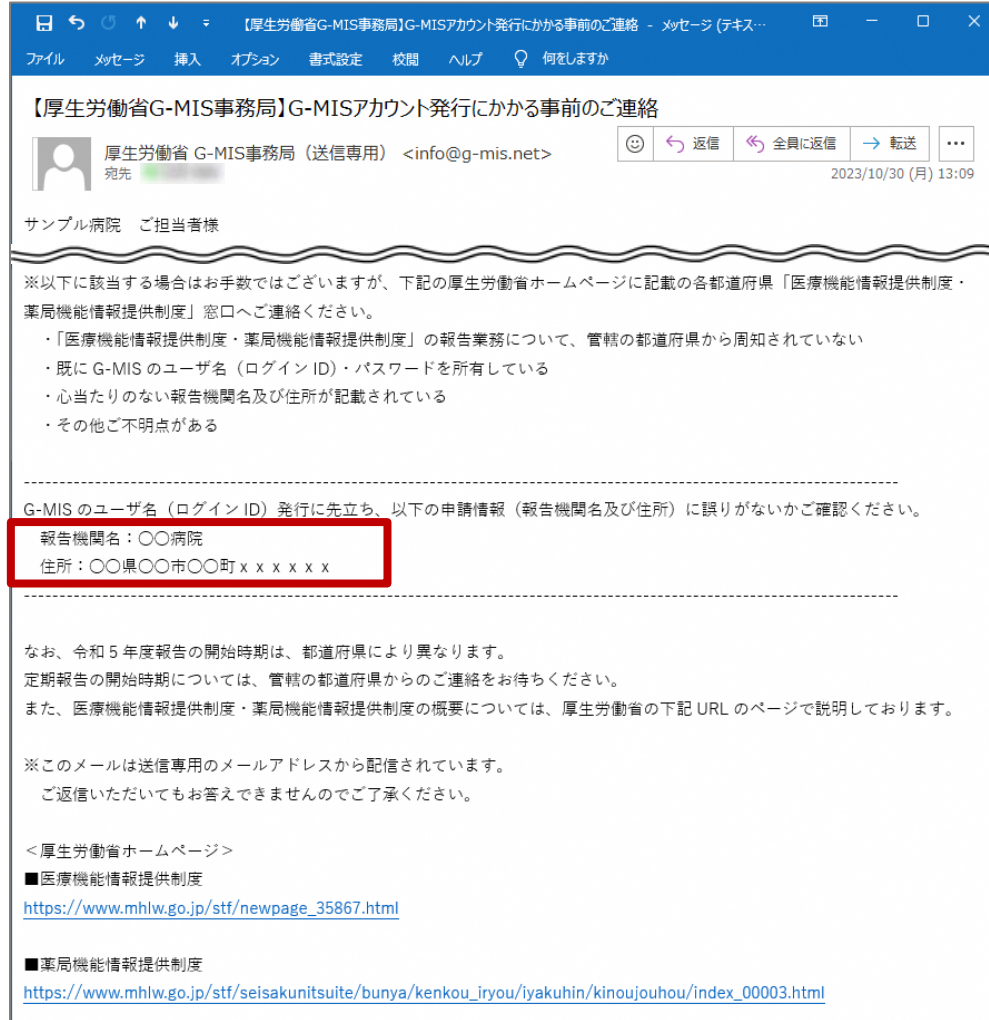 【厚生労働省G-MIS事務局】G-MISアカウント発行にかかる事前のご連絡 - メッセージ (テキス…
ファイル メッセージ 挿入 オプション 書式設定 校閲 ヘルプ 何をしますか
【厚生労働省G-MIS事務局】G-MISアカウント発行にかかる事前のご連絡
厚生労働省 G-MIS事務局（送信専用） <info@g-mis.net>
宛先
返信 全員に返信 転送 …
2023/10/30 (月) 13:09
サンプル病院　ご担当者様
※以下に該当する場合はお手数ではございますが、下記の厚生労働省ホームページに記載の各都道府県「医療機能情報提供制度・
薬局機能情報提供制度」窓口へご連絡ください。
・「医療機能情報提供制度・薬局機能情報提供制度」の報告業務について、管轄の都道府県から周知されていない
・既に G-MIS のユーザ名（ログイン ID）・パスワードを所有している
・心当たりのない報告機関名及び住所が記載されている
・その他ご不明点がある
--------------------------------------------------------------------------------
G-MIS のユーザ名（ログイン ID）発行に先立ち、以下の申請情報（報告機関名及び住所）に誤りがないかご確認ください。
報告機関名：〇〇病院
住所：〇〇県〇〇市〇〇町ｘｘｘｘｘｘ
--------------------------------------------------------------------------------
なお、令和５年度報告の開始時期は、都道府県により異なります。
定期報告の開始時期については、管轄の都道府県からのご連絡をお待ちください。
また、医療機能情報提供制度・薬局機能情報提供制度の概要については、厚生労働省の下記 URL のページで説明しております。
※このメールは送信専用のメールアドレスから配信されています。
ご返信いただいてもお答えできませんのでご了承ください。
＜厚生労働省ホームページ＞
■医療機能情報提供制度
https://www.mhlw.go.jp/stf/newpage_35867.html
■薬局機能情報提供制度
https://www.mhlw.go.jp/stf/seisakunitsuite/bunya/kenkou_iryou/iyakuhin/kinoujouhou/index_00003.html